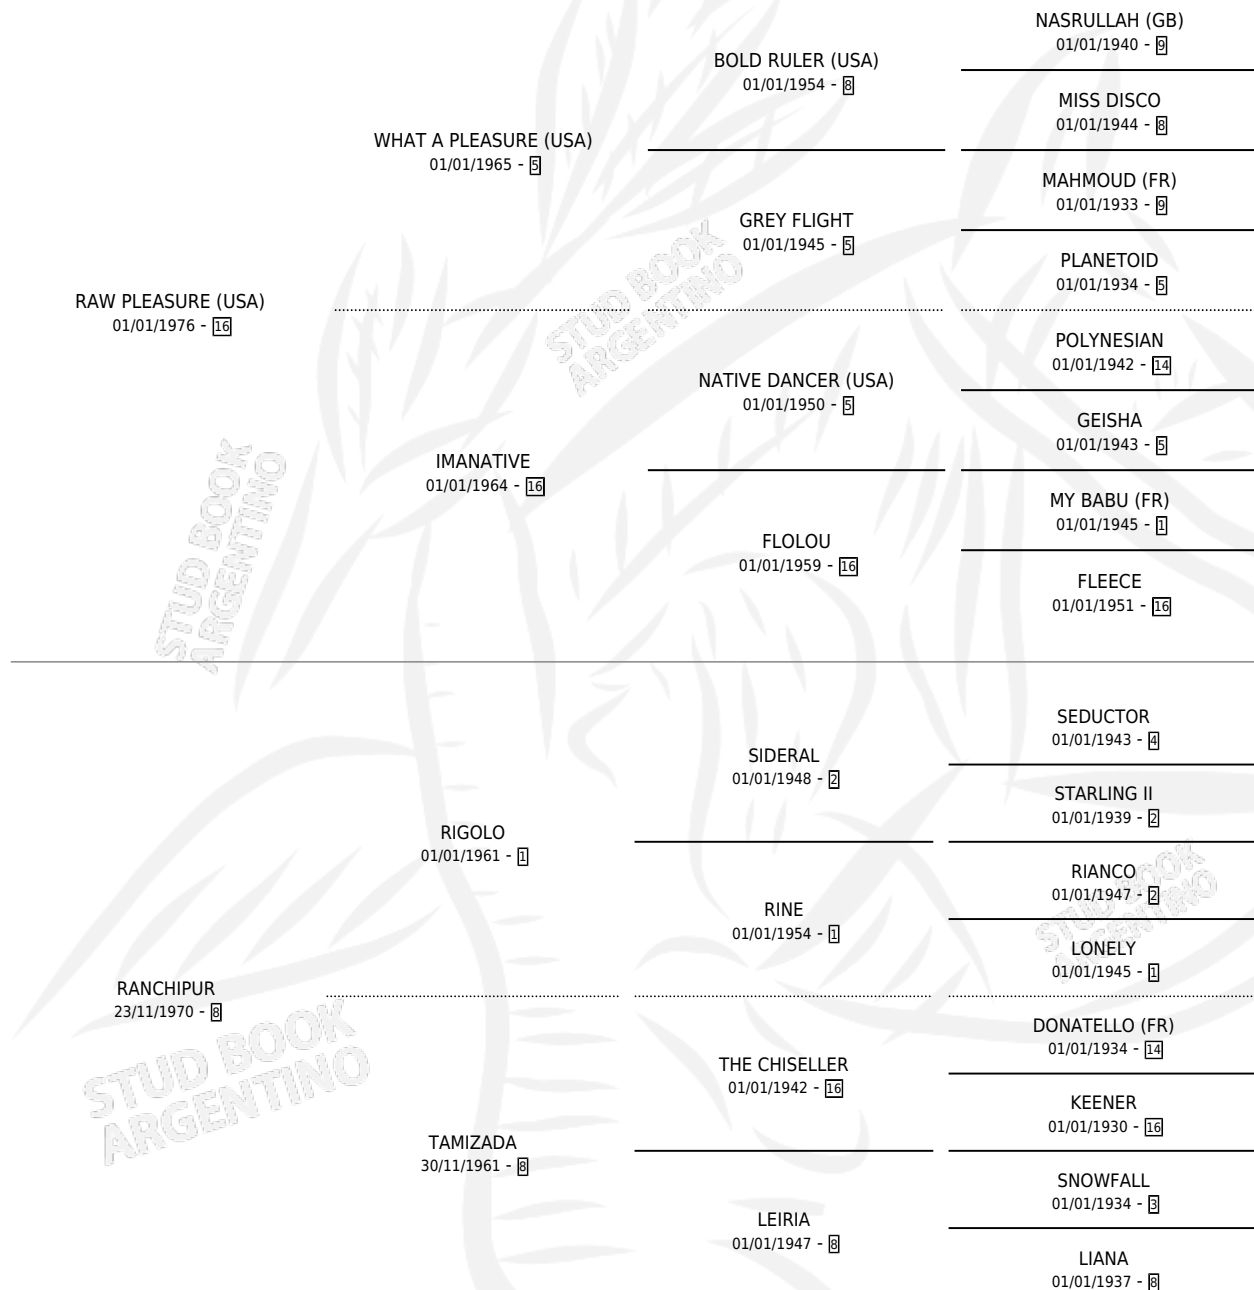 NASRULLAH (GB)
01/01/1940 - 9
BOLD RULER (USA)
01/01/1954 - 8
MISS DISCO
01/01/1944 - 8
WHAT A PLEASURE (USA)
01/01/1965 - 5
MAHMOUD (FR)
01/01/1933 - 9
GREY FLIGHT
01/01/1945 - 5
PLANETOID
01/01/1934 - 5
RAW PLEASURE (USA)
01/01/1976 - 16
STUD BOOK
ARGENTINO
POLYNESIAN
01/01/1942 - 14
NATIVE DANCER (USA)
01/01/1950 - 5
GEISHA
01/01/1943 - 5
IMANATIVE
01/01/1964 - 16
MY BABU (FR)
01/01/1945 - 1
FLOLOU
01/01/1959 - 16
FLEECE
01/01/1951 - 16
STUD BOOK
ARGENTINO
SEDUCTOR
01/01/1943 - 4
SIDERAL
01/01/1948 - 2
STARLING II
01/01/1939 - 2
RIGOLO
01/01/1961 - 1
RIANCO
01/01/1947 - 2
RINE
01/01/1954 - 1
LONELY
01/01/1945 - 1
STUD BOOK
ARGENTINO
RANCHIPUR
23/11/1970 - 8
STUD BOOK
ARGENTINO
DONATELLO (FR)
01/01/1934 - 14
THE CHISELLER
01/01/1942 - 16
KEENER
01/01/1930 - 16
TAMIZADA
30/11/1961 - 8
SNOWFALL
01/01/1934 - 3
LEIRIA
01/01/1947 - 8
LIANA
01/01/1937 - 8